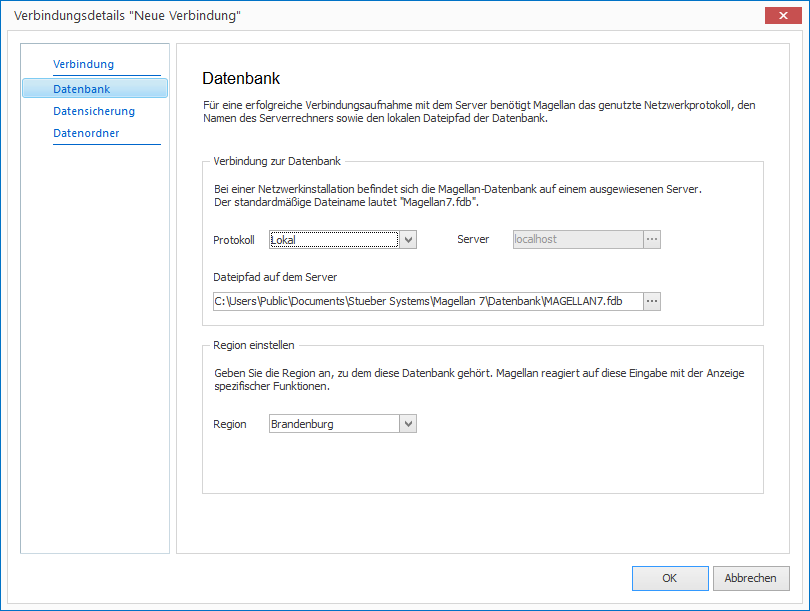 Verbindungsdetails "Neue Verbindung"
Verbindung
Datenbank
Datensicherung
Datenordner
Datenbank
Für eine erfolgreiche Verbindungsaufnahme mit dem Server benötigt Magellan das genutzte Netzwerkprotokoll, den
Namen des Serverrechners sowie den lokalen Dateipfad der Datenbank.
Verbindung zur Datenbank
Bei einer Netzwerkinstallation befindet sich die Magellan-Datenbank auf einem ausgewiesenen Server.
Der standardmäßige Dateiname lautet "Magellan7.fdb".
Protokoll Lokal Server localhost ...
Dateipfad auf dem Server
C:\Users\Public\Documents\Stueber Systems\Magellan 7\Datenbank\MAGELLAN7.fdb ...
Region einstellen
Geben Sie die Region an, zu dem diese Datenbank gehört. Magellan reagiert auf diese Eingabe mit der Anzeige
spezifischer Funktionen.
Region Brandenburg
OK Abbrechen